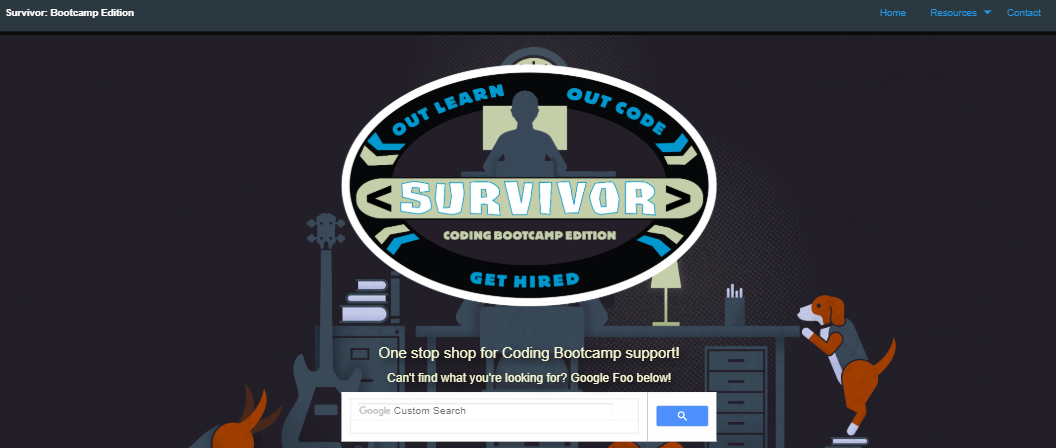 Survivor: Bootcamp Edition
Home Resources Contact
OUT LEARN OUT CODE
< SURVIVOR >
CODING BOOTCAMP EDITION
GET HIRED
One stop shop for Coding Bootcamp support!
Can't find what you're looking for? Google Foo below!
Google Custom Search